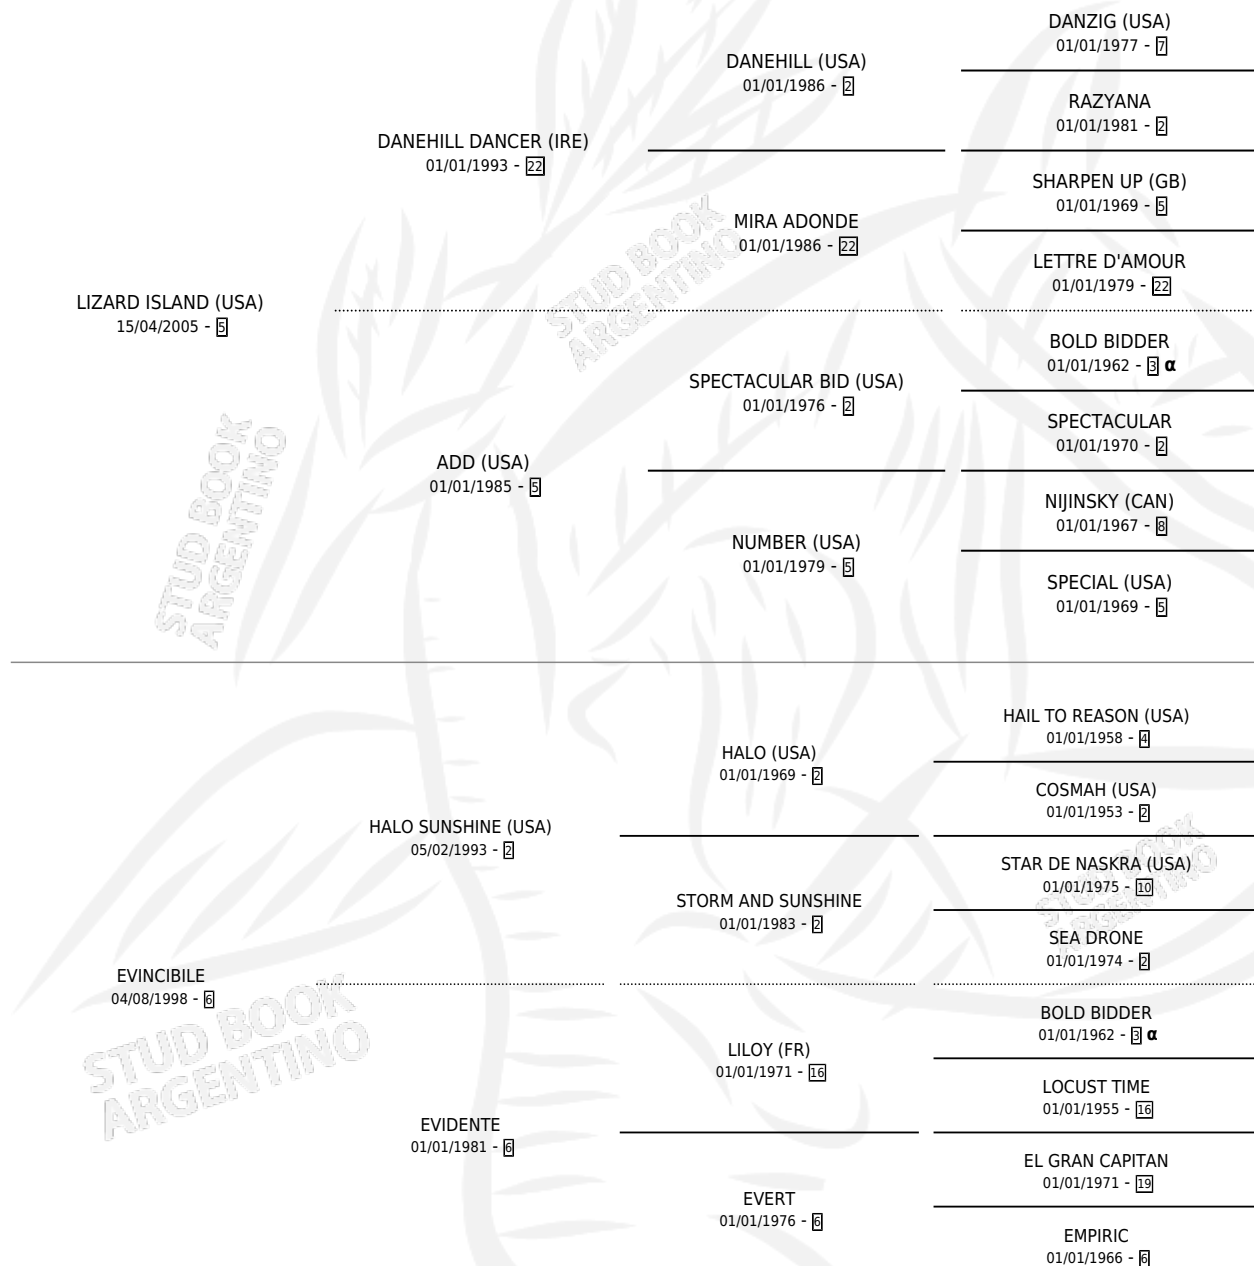 DANZIG (USA)
01/01/1977 - 7
DANEHILL (USA)
01/01/1986 - 2
RAZYANA
01/01/1981 - 2
DANEHILL DANCER (IRE)
01/01/1993 - 22
SHARPEN UP (GB)
01/01/1969 - 5
MIRA ADONDE
01/01/1986 - 22
LETTRE D'AMOUR
01/01/1979 - 22
LIZARD ISLAND (USA)
15/04/2005 - 5
BOLD BIDDER
01/01/1962 - 3 α
SPECTACULAR BID (USA)
01/01/1976 - 2
SPECTACULAR
01/01/1970 - 2
ADD (USA)
01/01/1985 - 5
NIJINSKY (CAN)
01/01/1967 - 8
NUMBER (USA)
01/01/1979 - 5
SPECIAL (USA)
01/01/1969 - 5
HAIL TO REASON (USA)
01/01/1958 - 4
HALO (USA)
01/01/1969 - 2
COSMAH (USA)
01/01/1953 - 2
HALO SUNSHINE (USA)
05/02/1993 - 2
STAR DE NASKRA (USA)
01/01/1975 - 10
STORM AND SUNSHINE
01/01/1983 - 2
SEA DRONE
01/01/1974 - 2
EVINCIBILE
04/08/1998 - 6
BOLD BIDDER
01/01/1962 - 3 α
LILOY (FR)
01/01/1971 - 16
LOCUST TIME
01/01/1955 - 16
EVIDENTE
01/01/1981 - 6
EL GRAN CAPITAN
01/01/1971 - 19
EVERT
01/01/1976 - 6
EMPIRIC
01/01/1966 - 6
STUD BOOK
ARGENTINO
STUD BOOK
ARGENTINO
STUD BOOK
ARGENTINO
STUD BOOK
ARGENTINO